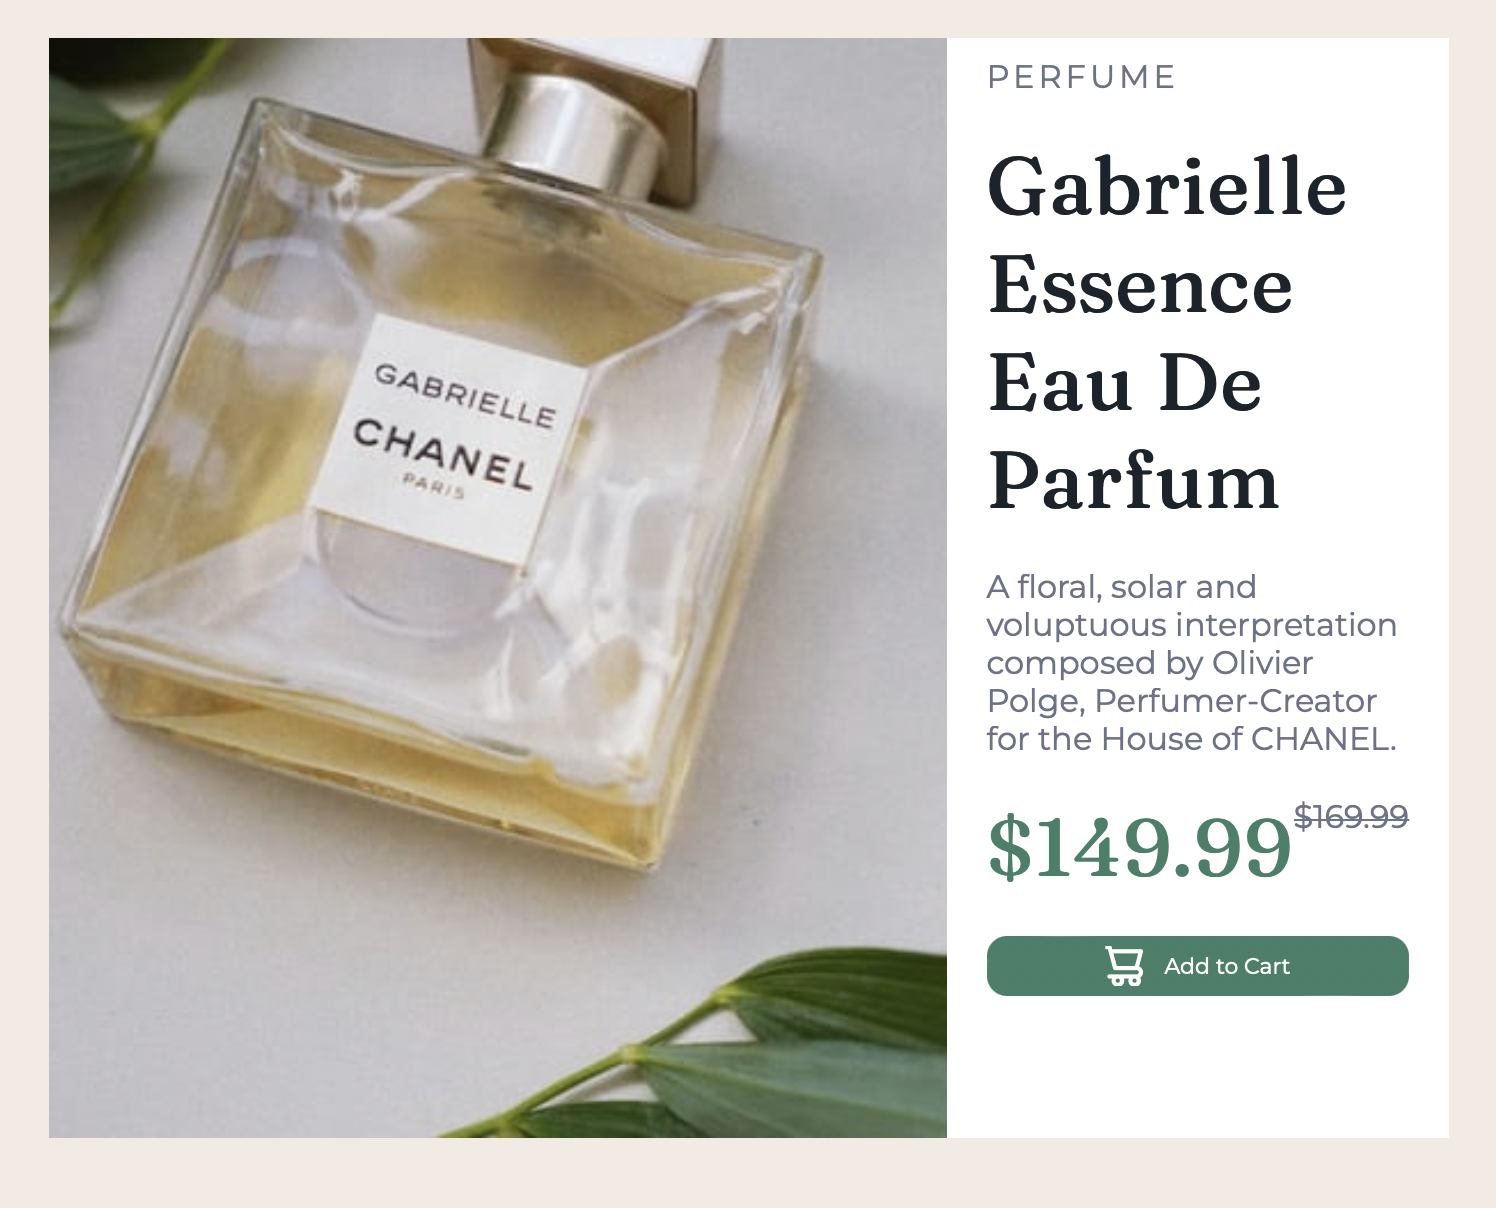 GABRIELLE
CHANEL
PARIS
PERFUME
Gabrielle
Essence
Eau De
Parfum
A floral, solar and
voluptuous interpretation
composed by Olivier
Polge, Perfumer-Creator
for the House of CHANEL.
$149.99 $169.99
Add to Cart